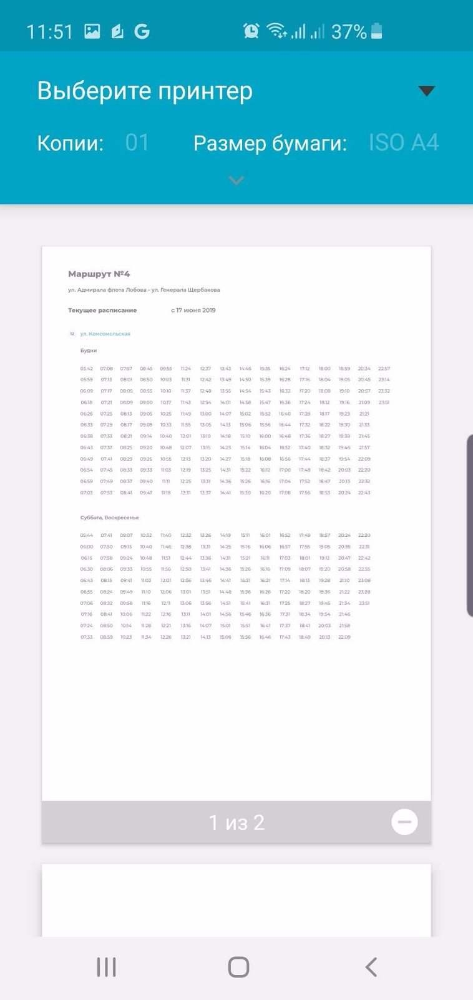 11:51 37%
Выберите принтер
Копии: 01 Размер бумаги: ISO A4
Маршрут №4
ул. Адмирала флота Лобова - ул. Генерала Щербакова
Текущее расписание с 17 июня 2019
12 ул. Комсомольская
Будни
05:42 07:08 07:57 08:45 09:55 11:24 12:37 13:43 14:46 15:35 16:24 17:12 18:00 18:59 20:34 22:57
05:59 07:13 08:01 08:50 10:03 11:31 12:42 13:49 14:50 15:39 16:28 17:16 18:04 19:05 20:45 23:14
06:09 07:17 08:05 08:55 10:10 11:37 12:48 13:55 14:54 15:43 16:32 17:20 18:08 19:10 20:57 23:32
06:18 07:21 08:09 09:00 10:17 11:43 12:54 14:01 14:58 15:47 16:36 17:24 18:12 19:16 21:09 23:51
06:26 07:25 08:13 09:05 10:25 11:49 13:00 14:07 15:02 15:52 16:40 17:28 18:17 19:23 21:21
06:33 07:29 08:17 09:09 10:33 11:55 13:05 14:13 15:06 15:56 16:44 17:32 18:22 19:30 21:33
06:38 07:33 08:21 09:14 10:40 12:01 13:10 14:18 15:10 16:00 16:48 17:36 18:27 19:38 21:45
06:43 07:37 08:25 09:20 10:48 12:07 13:15 14:23 15:14 16:04 16:52 17:40 18:32 19:46 21:57
06:49 07:41 08:29 09:26 10:55 12:13 13:20 14:27 15:18 16:08 16:56 17:44 18:37 19:54 22:09
06:54 07:45 08:33 09:33 11:03 12:19 13:25 14:31 15:22 16:12 17:00 17:48 18:42 20:03 22:20
06:59 07:49 08:37 09:40 11:11 12:25 13:31 14:36 15:26 16:16 17:04 17:52 18:47 20:13 22:32
07:03 07:53 08:41 09:47 11:18 12:31 13:37 14:41 15:30 16:20 17:08 17:56 18:53 20:24 22:43
Суббота, Воскресенье
05:44 07:41 09:07 10:32 11:40 12:32 13:26 14:19 15:11 16:01 16:52 17:49 18:57 20:24 22:20
06:00 07:50 09:15 10:40 11:46 12:38 13:31 14:25 15:16 16:06 16:57 17:55 19:05 20:35 22:31
06:15 07:58 09:24 10:48 11:51 12:44 13:36 14:31 15:21 16:11 17:03 18:01 19:12 20:47 22:42
06:30 08:06 09:33 10:55 11:56 12:50 13:41 14:36 15:26 16:16 17:09 18:07 19:20 20:58 22:55
06:43 08:15 09:41 11:03 12:01 12:56 13:46 14:41 15:31 16:21 17:14 18:13 19:28 21:10 23:08
06:55 08:24 09:49 11:10 12:06 13:01 13:51 14:46 15:36 16:26 17:20 18:20 19:36 21:22 23:28
07:06 08:32 09:58 11:16 12:11 13:06 13:56 14:51 15:41 16:31 17:25 18:27 19:45 21:34 23:51
07:16 08:41 10:06 11:22 12:16 13:11 14:01 14:56 15:46 16:36 17:31 18:34 19:54 21:46
07:24 08:50 10:14 11:28 12:21 13:16 14:07 15:01 15:51 16:41 17:37 18:41 20:03 21:58
07:33 08:59 10:23 11:34 12:26 13:21 14:13 15:06 15:56 16:46 17:43 18:49 20:13 22:09
1 из 2